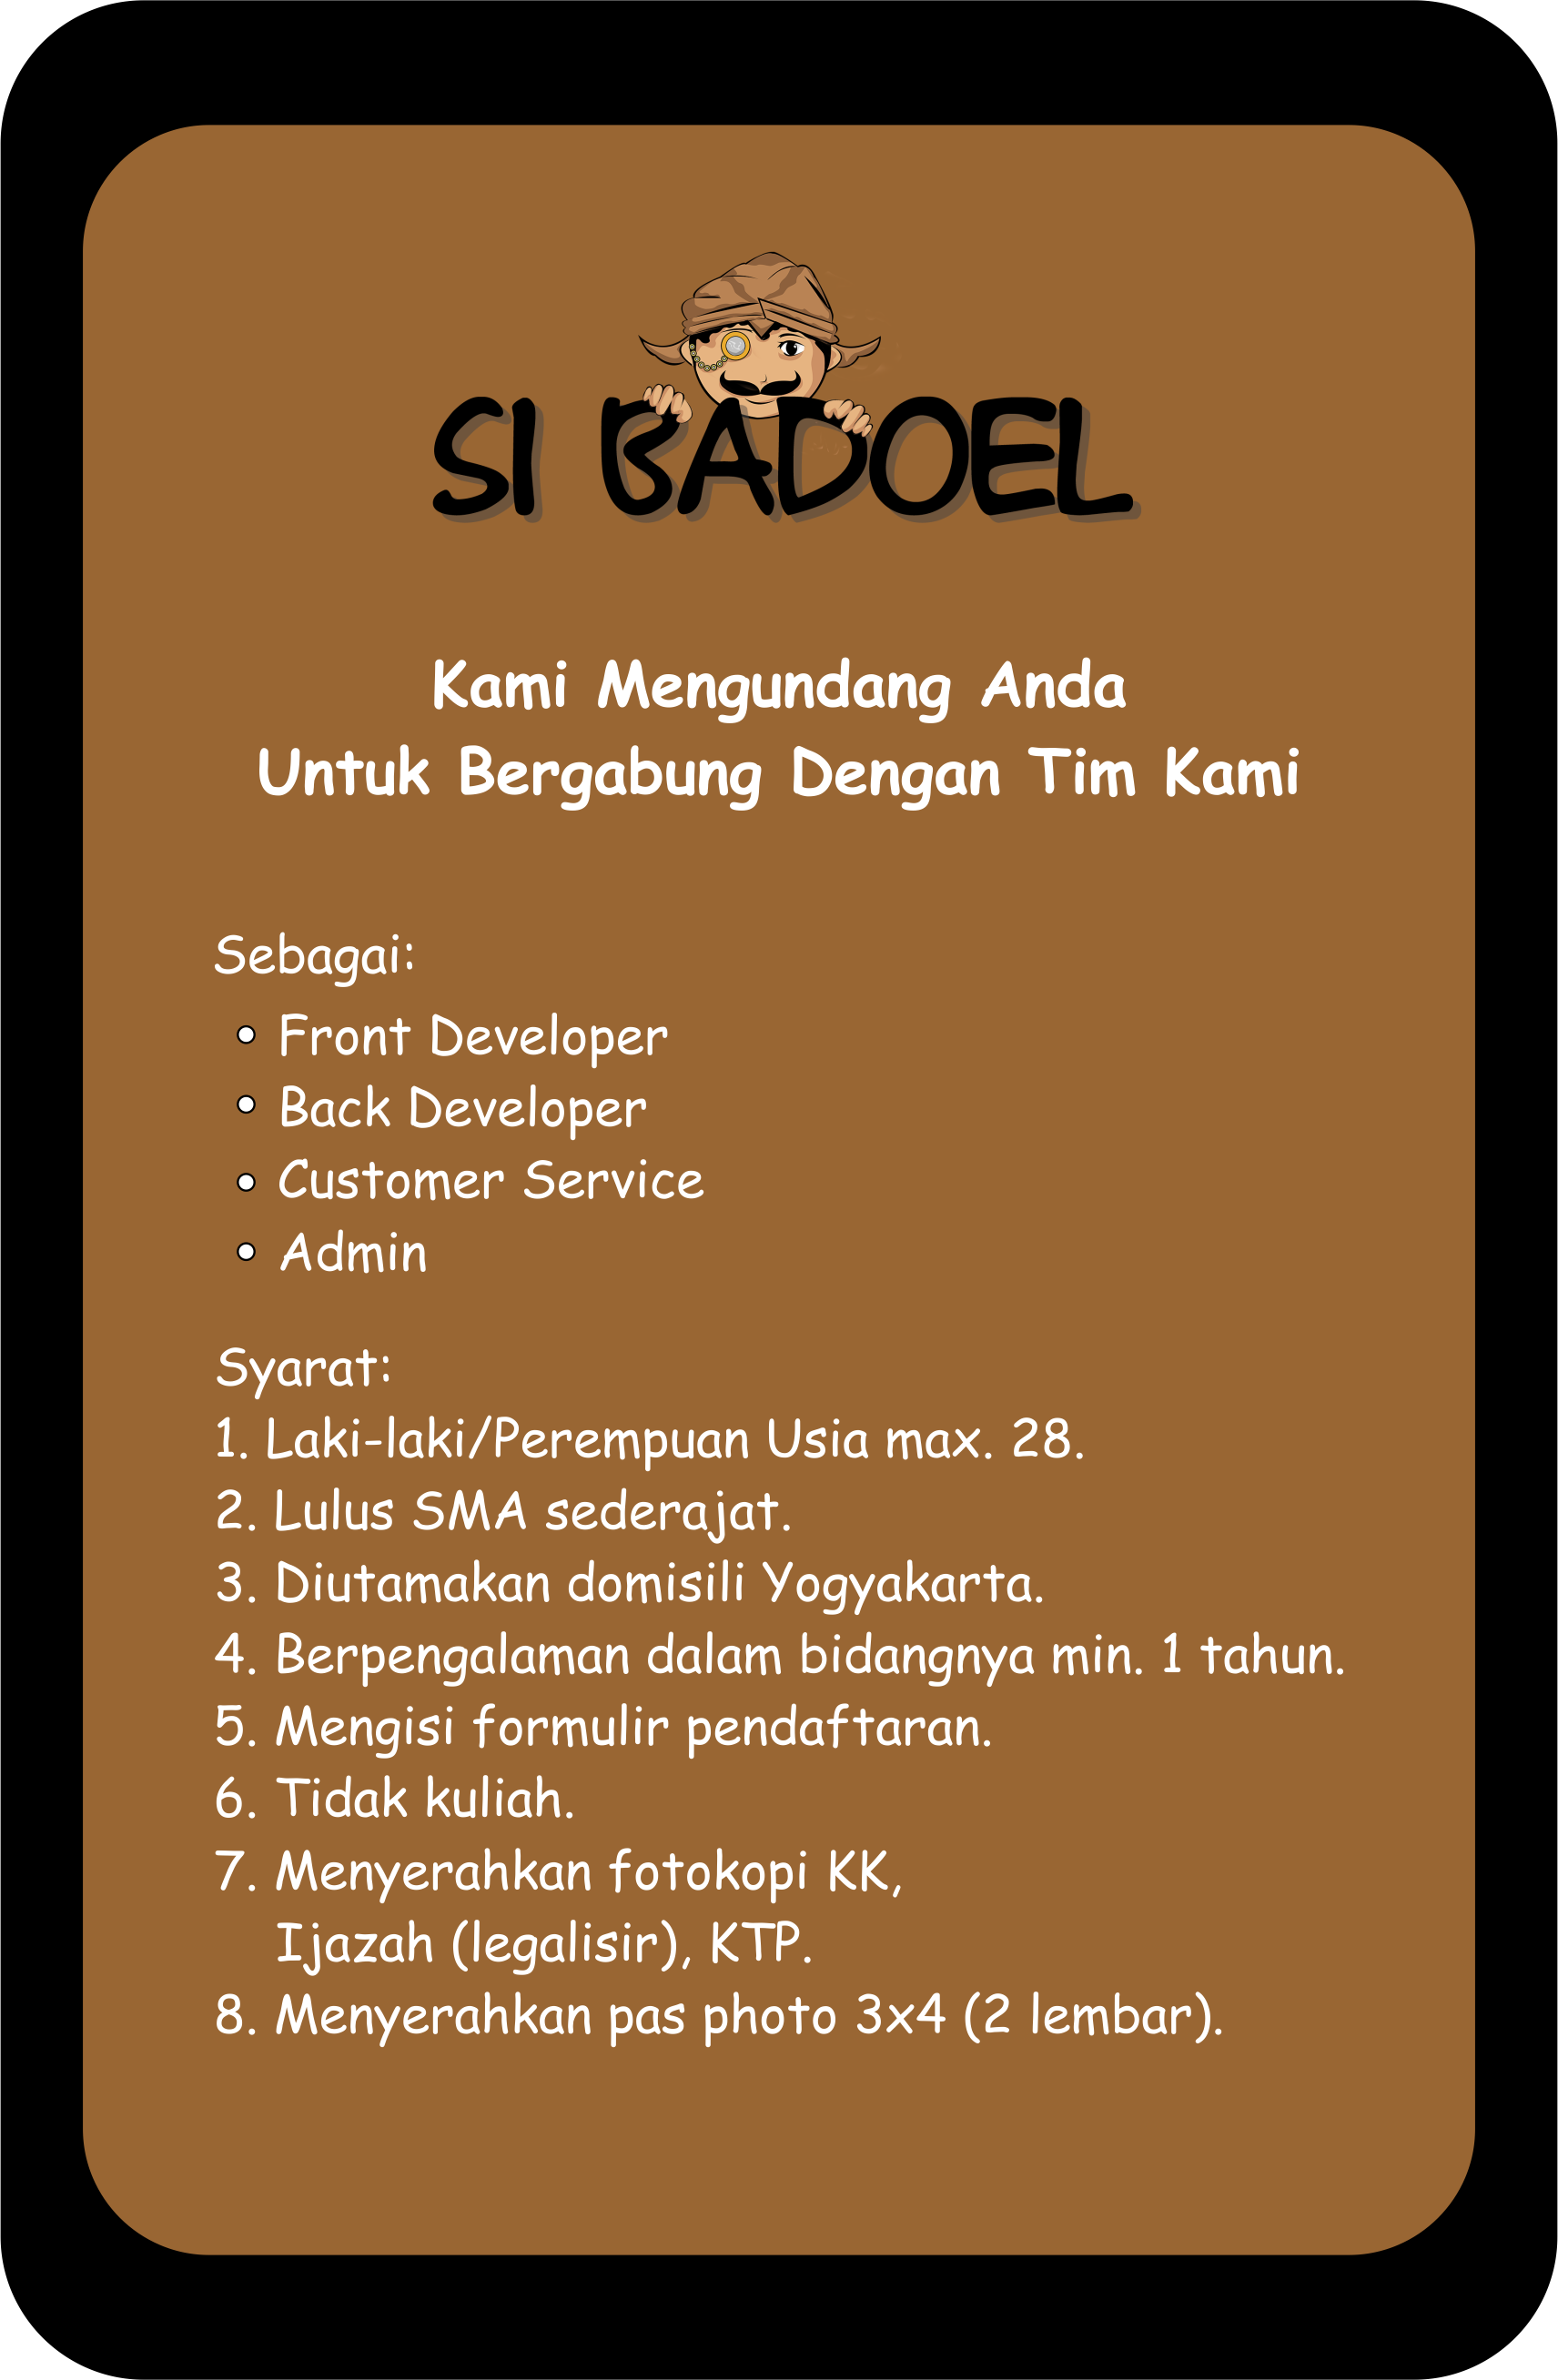 SI BADOEL
Kami Mengundang Anda
Untuk Bergabung Dengan Tim Kami
Sebagai:
Front Developer
Back Developer
Customer Service
Admin
Syarat:
1. Laki-laki/Perempuan Usia max. 28.
2. Lulus SMA sederajat.
3. Diutamakan domisili Yogyakarta.
4. Berpengalaman dalam bidangnya min. 1 tahun.
5. Mengisi formulir pendaftaran.
6. Tidak kuliah.
7. Menyerahkan fotokopi KK,
Ijazah (legalisir), KTP.
8. Menyerahkan pas photo 3x4 (2 lembar).